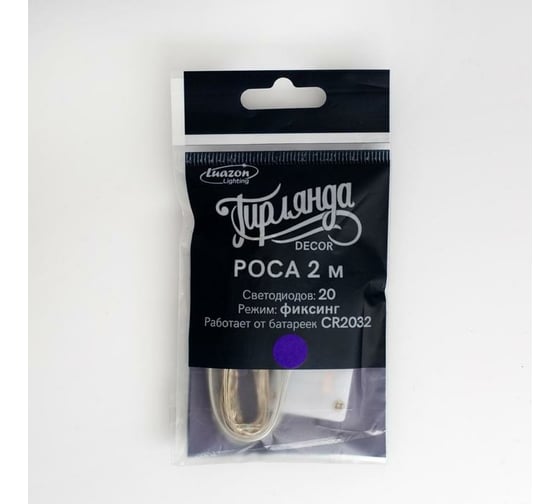 Luazon
Lighting
Гирлянда
DECOR
РОСА 2 м
Светодиодов: 20
Режим: фиксинг
Работает от батареек CR2032